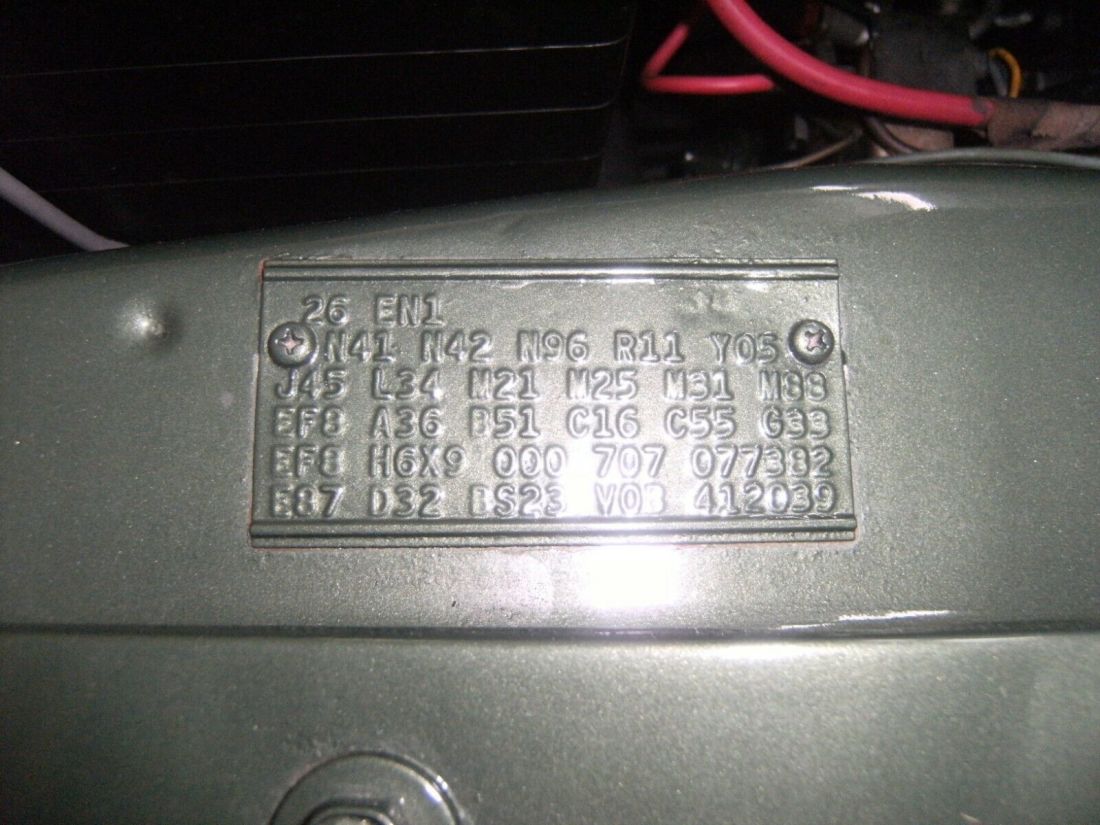 26 EN1
N41 N42 N96 R11 Y05
J45 L34 M21 M25 M31 M88
EF8 A36 B51 C16 C55 G33
EF8 H6X9 000 707 077382
E87 D32 BS23 V0B 412039